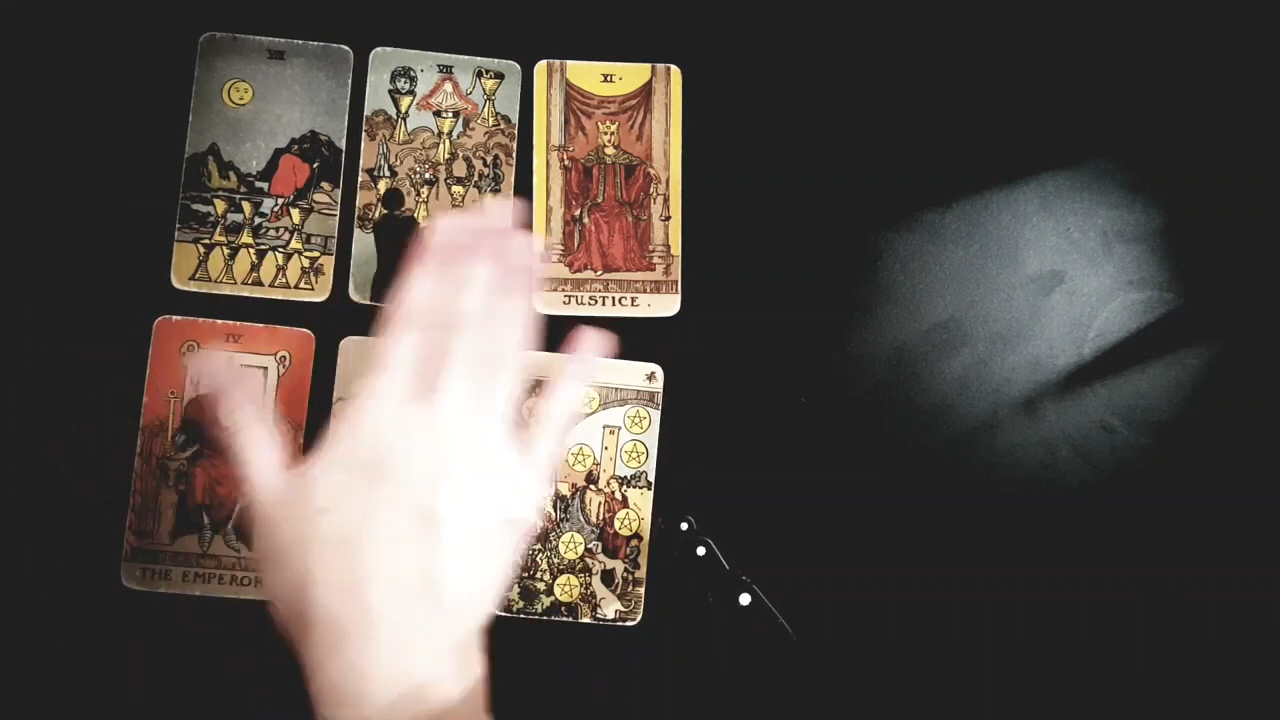 VIII
VII
XI.
JUSTICE.
IV
THE EMPEROR